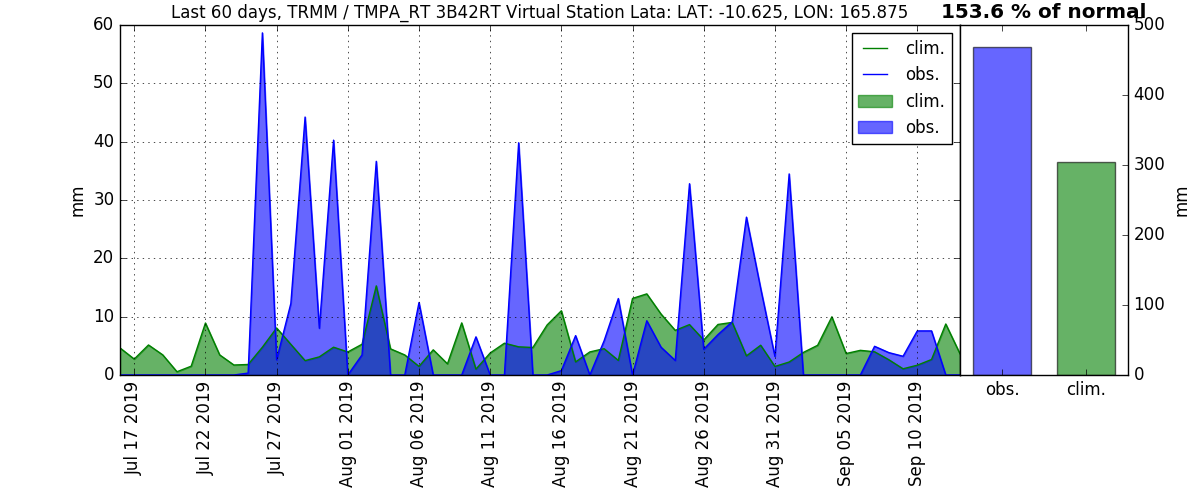 Last 60 days, TRMM / TMPA_RT 3B42RT Virtual Station Lata: LAT: -10.625, LON: 165.875
153.6 % of normal
60
50
40
30
20
10
0
mm
clim.
obs.
clim.
obs.
500
400
300
200
100
0
mm
Jul 17 2019
Jul 22 2019
Jul 27 2019
Aug 01 2019
Aug 06 2019
Aug 11 2019
Aug 16 2019
Aug 21 2019
Aug 26 2019
Aug 31 2019
Sep 05 2019
Sep 10 2019
obs.
clim.